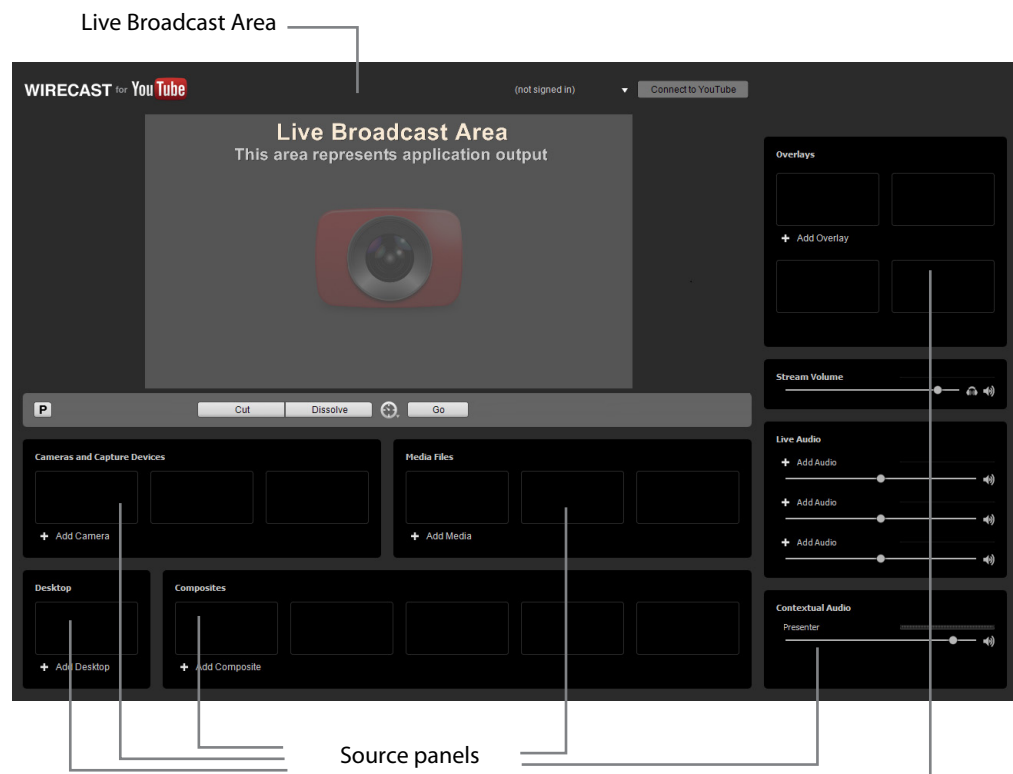 Live Broadcast Area
WIRECAST for YouTube
(not signed in)
Connect to YouTube
Live Broadcast Area
This area represents application output
Overlays
Add Overlay
Stream Volume
P
Cut
Dissolve
Go
Cameras and Capture Devices
Add Camera
Media Files
Add Media
Live Audio
Add Audio
Add Audio
Add Audio
Desktop
Add Desktop
Composites
Add Composite
Contextual Audio
Presenter
Source panels